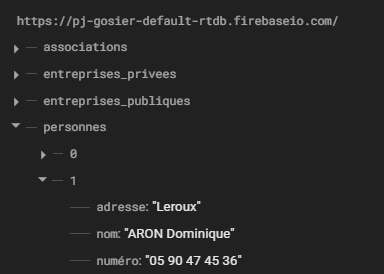 https://pj-gosier-default-rtdb.firebaseio.com/
associations
entreprises_privees
entreprises_publiques
personnes
0
1
adresse: "Leroux"
nom: "ARON Dominique"
numéro: "05 90 47 45 36"